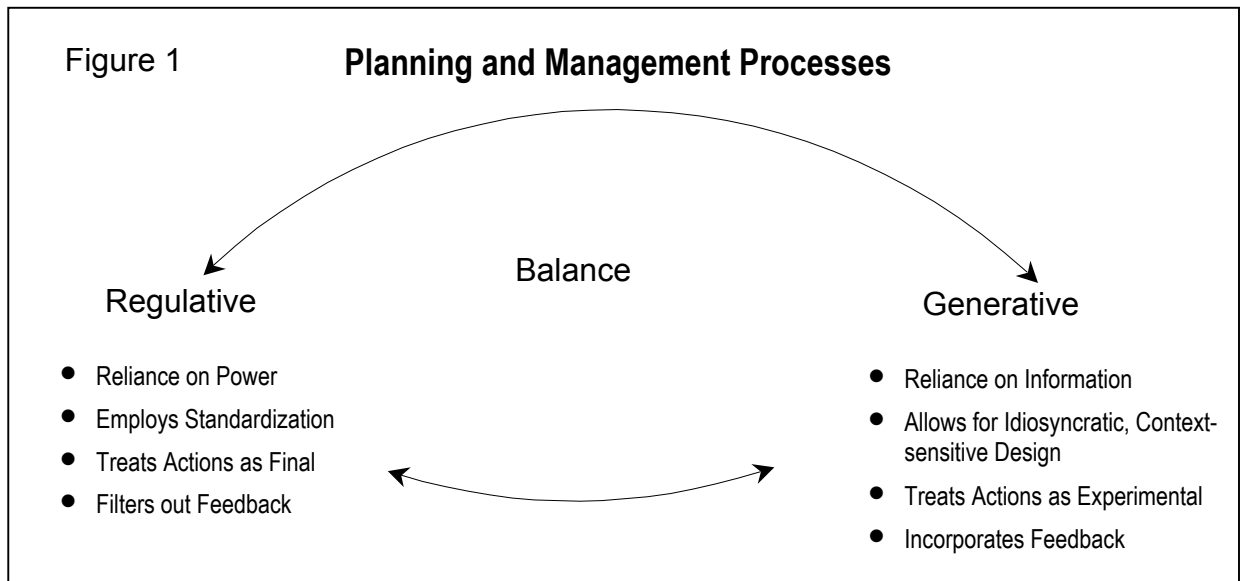 Figure 1
Planning and Management Processes
Balance
Regulative
● Reliance on Power
● Employs Standardization
● Treats Actions as Final
● Filters out Feedback
Generative
● Reliance on Information
● Allows for Idiosyncratic, Context-
sensitive Design
● Treats Actions as Experimental
● Incorporates Feedback